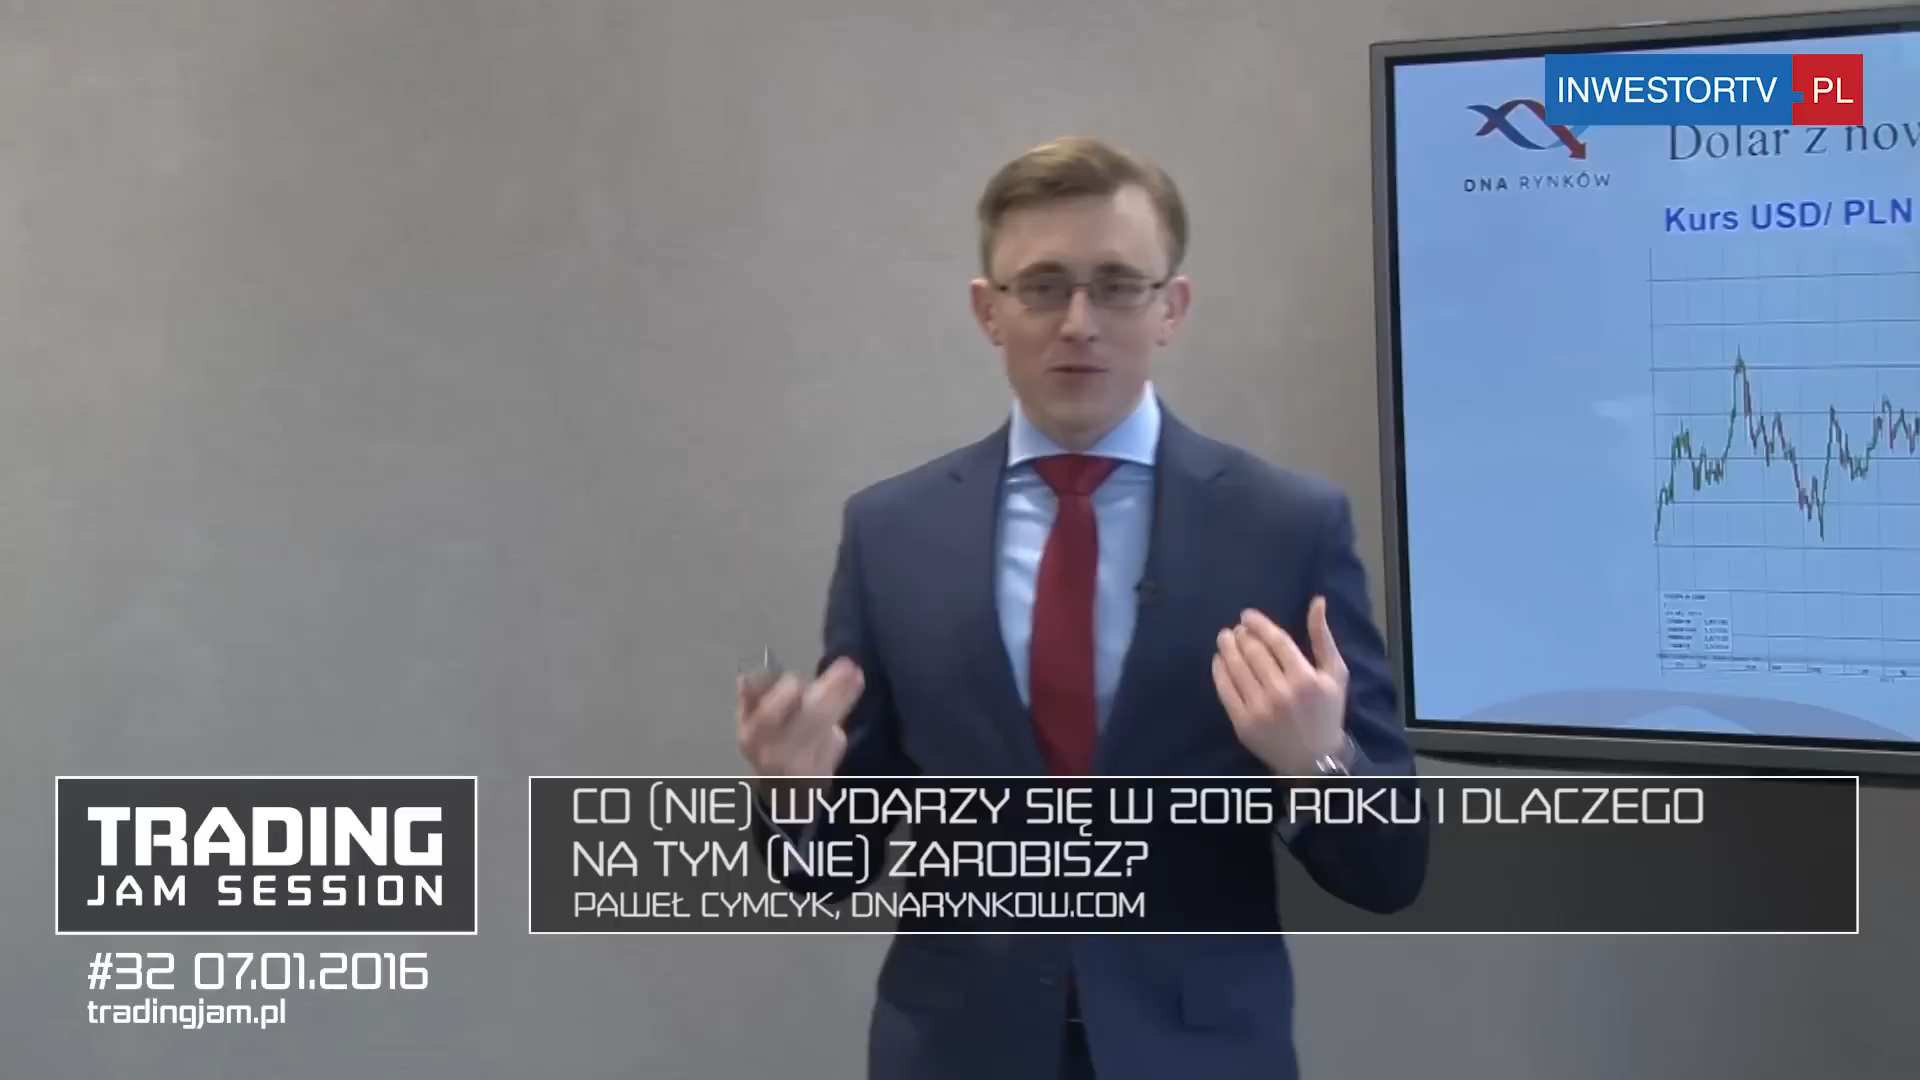 INWESTORTV.PL
DNA RYNKÓW
Dolar z
Kurs USD/ PLN
TRADING
JAM SESSION
#32 07.01.2016
tradingjam.pl
CO (NIE) WYDARZY SIĘ W 2016 ROKU I DLACZEGO
NA TYM (NIE) ZAROBISZ?
PAWEŁ CYMCYK, DNARYNKOW.COM